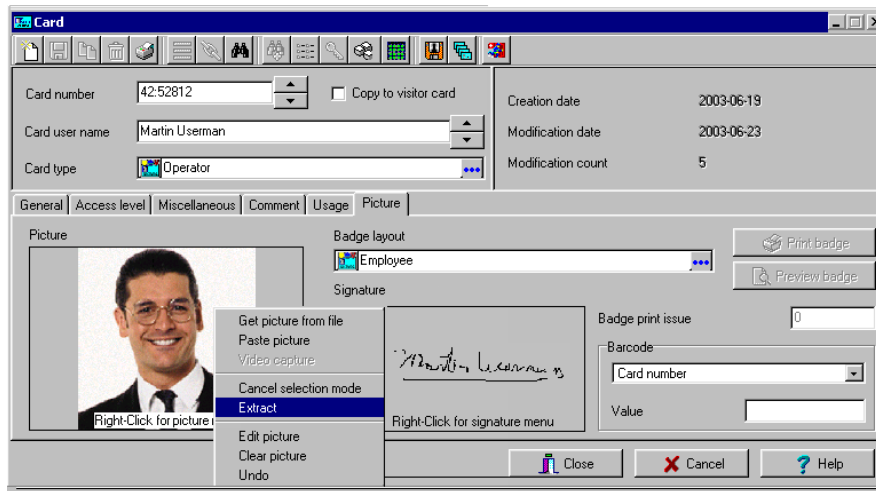 Card
Card number 42:52812 Copy to visitor card
Card user name Martin Userman
Card type Operator
Creation date 2003-06-19
Modification date 2003-06-23
Modification count 5
General Access level Miscellaneous Comment Usage Picture
Picture
Right-Click for picture
Get picture from file
Paste picture
Video capture
Cancel selection mode
Extract
Edit picture
Clear picture
Undo
Badge layout
Employee
Signature
Right-Click for signature menu
Print badge
Preview badge
Badge print issue 0
Barcode
Card number
Value
Close Cancel Help